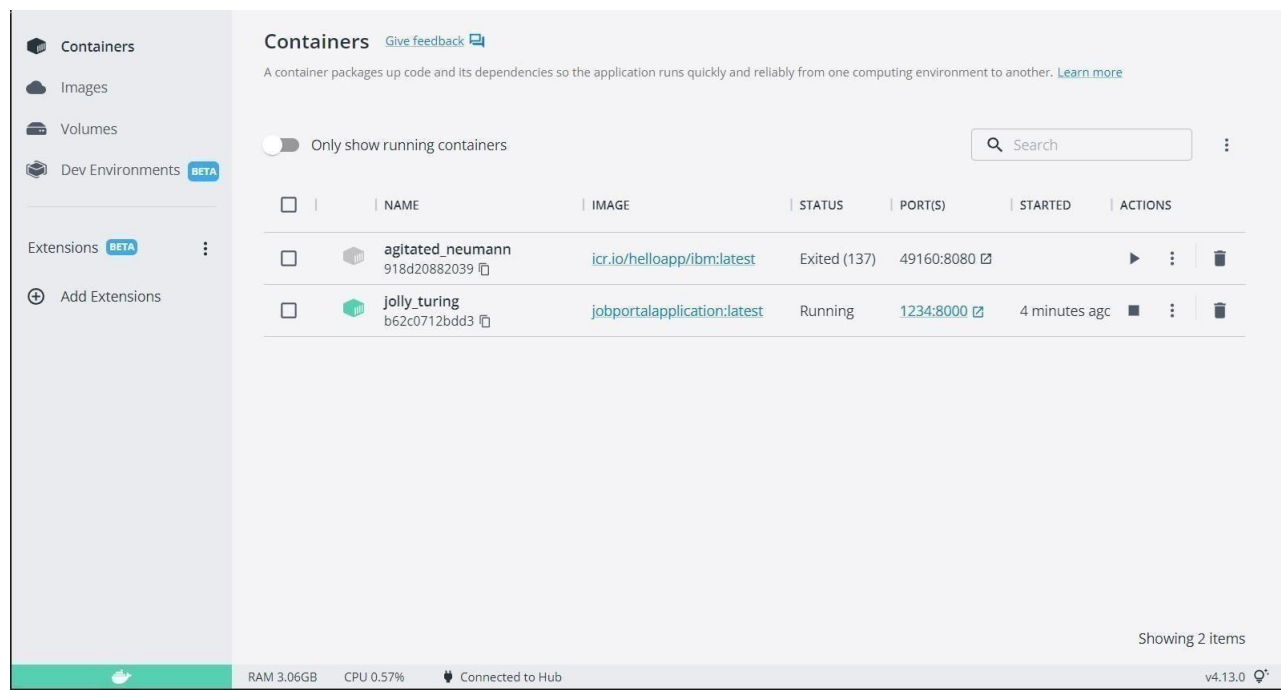 Containers
Images
Volumes
Dev Environments BETA
Extensions BETA
Add Extensions
Containers Give feedback
A container packages up code and its dependencies so the application runs quickly and reliably from one computing environment to another. Learn more
Only show running containers
Search
NAME IMAGE STATUS PORT(S) STARTED ACTIONS
agitated_neumann
918d20882039
icr.io/helloapp/ibm:latest Exited (137) 49160:8080
jolly_turing
b62c0712bdd3
jobportalapplication:latest Running 1234:8000 4 minutes agc
Showing 2 items
RAM 3.06GB CPU 0.57% Connected to Hub v4.13.0